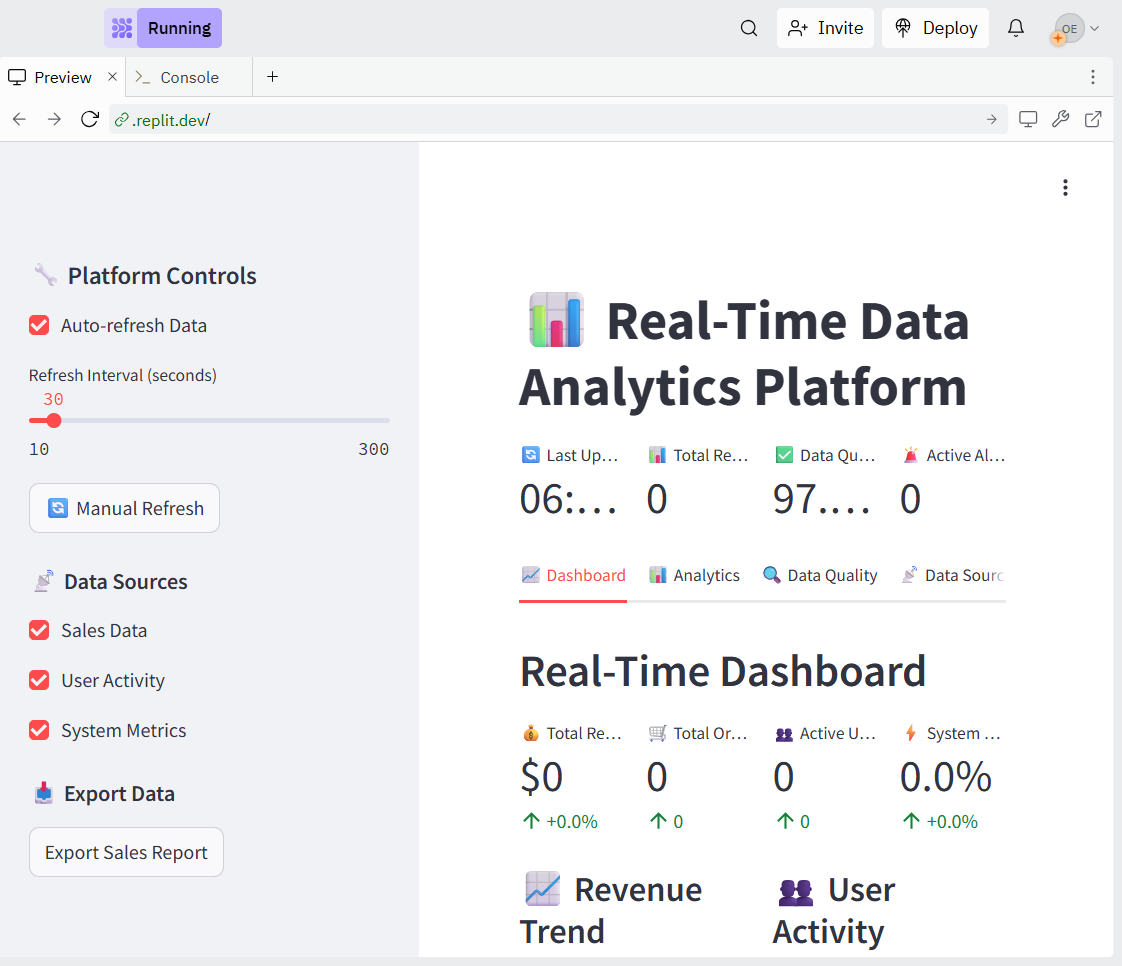 Running
Invite
Deploy
OE
Preview
Console
.replit.dev/
Platform Controls
Auto-refresh Data
Refresh Interval (seconds)
30
10 300
Manual Refresh
Data Sources
Sales Data
User Activity
System Metrics
Export Data
Export Sales Report
Real-Time Data
Analytics Platform
Last Up… Total Re… Data Qu… Active Al…
06:… 0 97.… 0
Dashboard Analytics Data Quality Data Sourc
Real-Time Dashboard
Total Re… Total Or… Active U… System …
$0 0 0 0.0%
+0.0% 0 0 +0.0%
Revenue
Trend
User
Activity